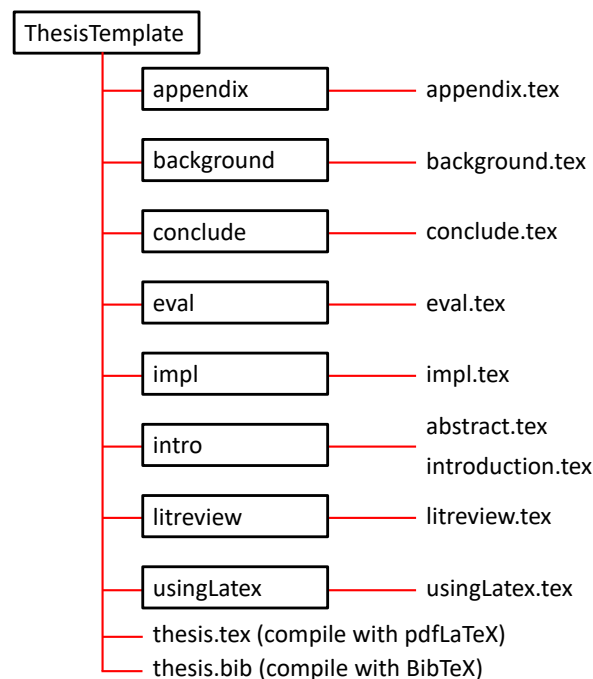 ThesisTemplate
appendix
appendix.tex
background
background.tex
conclude
conclude.tex
eval
eval.tex
impl
impl.tex
intro
abstract.tex
introduction.tex
litreview
litreview.tex
usingLatex
usingLatex.tex
thesis.tex (compile with pdfLaTeX)
thesis.bib (compile with BibTeX)